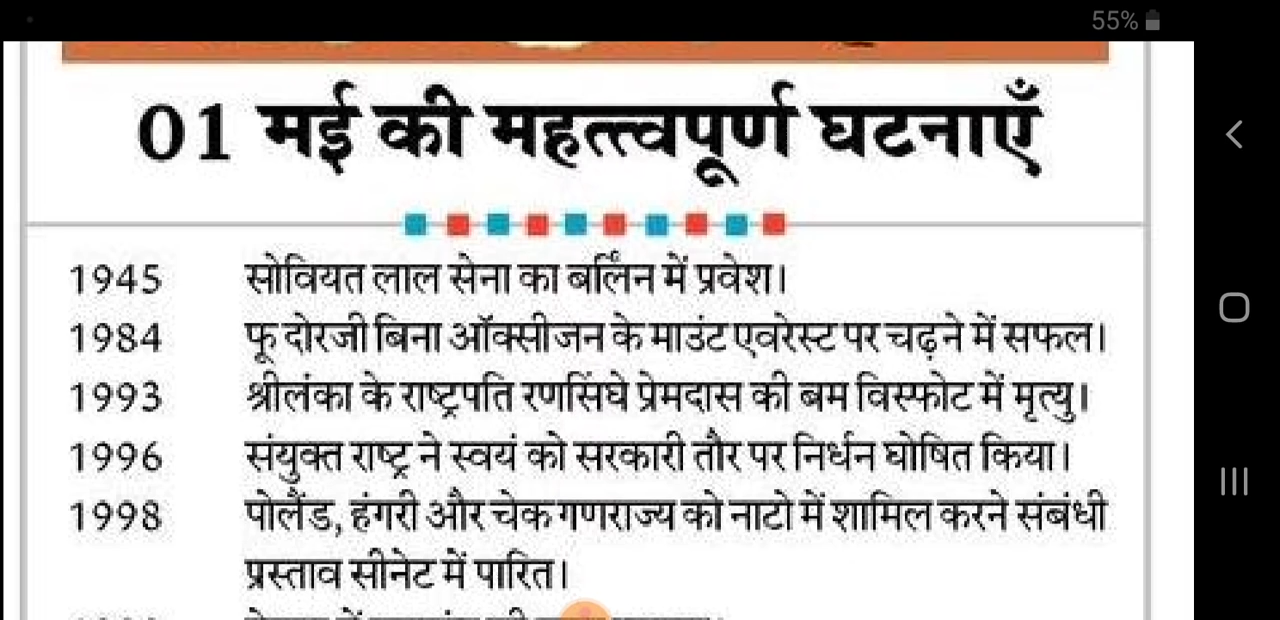 55%
01 मई की महत्त्वपूर्ण घटनाएँ
1945 सोवियत लाल सेना का बर्लिन में प्रवेश।
1984 फू दोरजी बिना ऑक्सीजन के माउंट एवरेस्ट पर चढ़ने में सफल।
1993 श्रीलंका के राष्ट्रपति रणसिंघे प्रेमदास की बम विस्फोट में मृत्यु।
1996 संयुक्त राष्ट्र ने स्वयं को सरकारी तौर पर निर्धन घोषित किया।
1998 पोलैंड, हंगरी और चेक गणराज्य को नाटो में शामिल करने संबंधी
प्रस्ताव सीनेट में पारित।